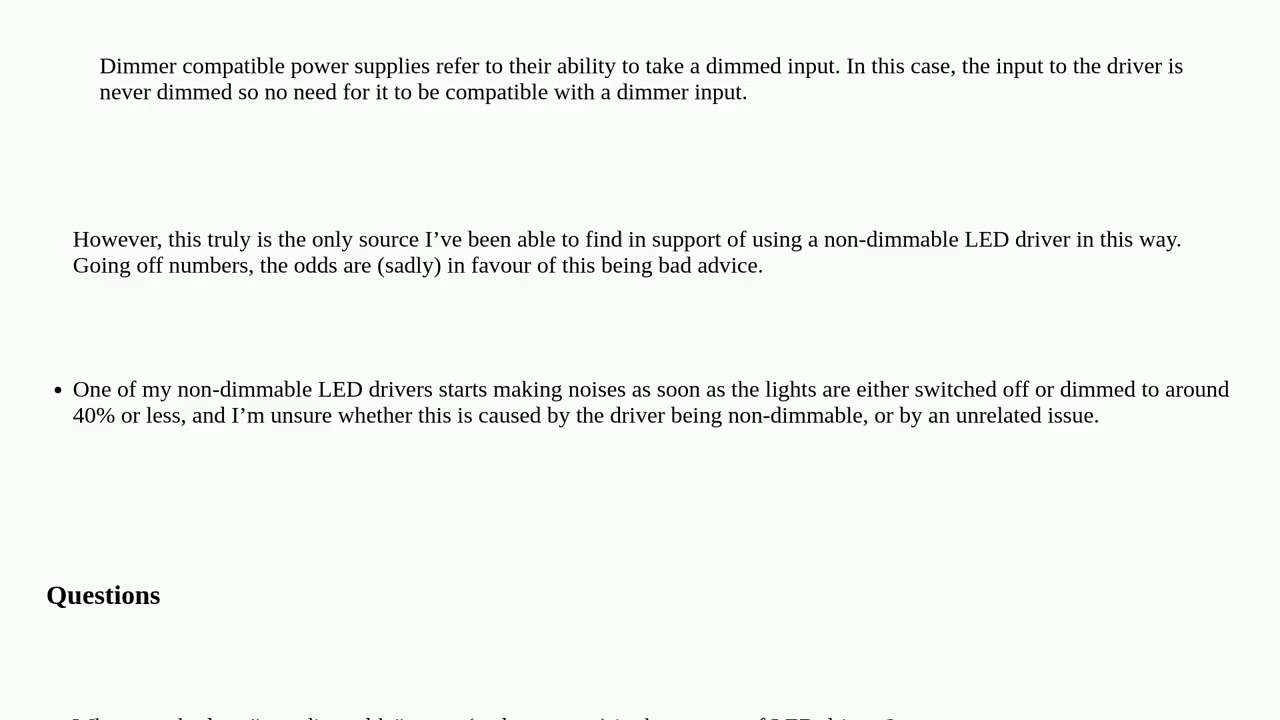 Dimmer compatible power supplies refer to their ability to take a dimmed input. In this case, the input to the driver is
never dimmed so no need for it to be compatible with a dimmer input.
However, this truly is the only source I’ve been able to find in support of using a non-dimmable LED driver in this way.
Going off numbers, the odds are (sadly) in favour of this being bad advice.
• One of my non-dimmable LED drivers starts making noises as soon as the lights are either switched off or dimmed to around
40% or less, and I’m unsure whether this is caused by the driver being non-dimmable, or by an unrelated issue.
Questions